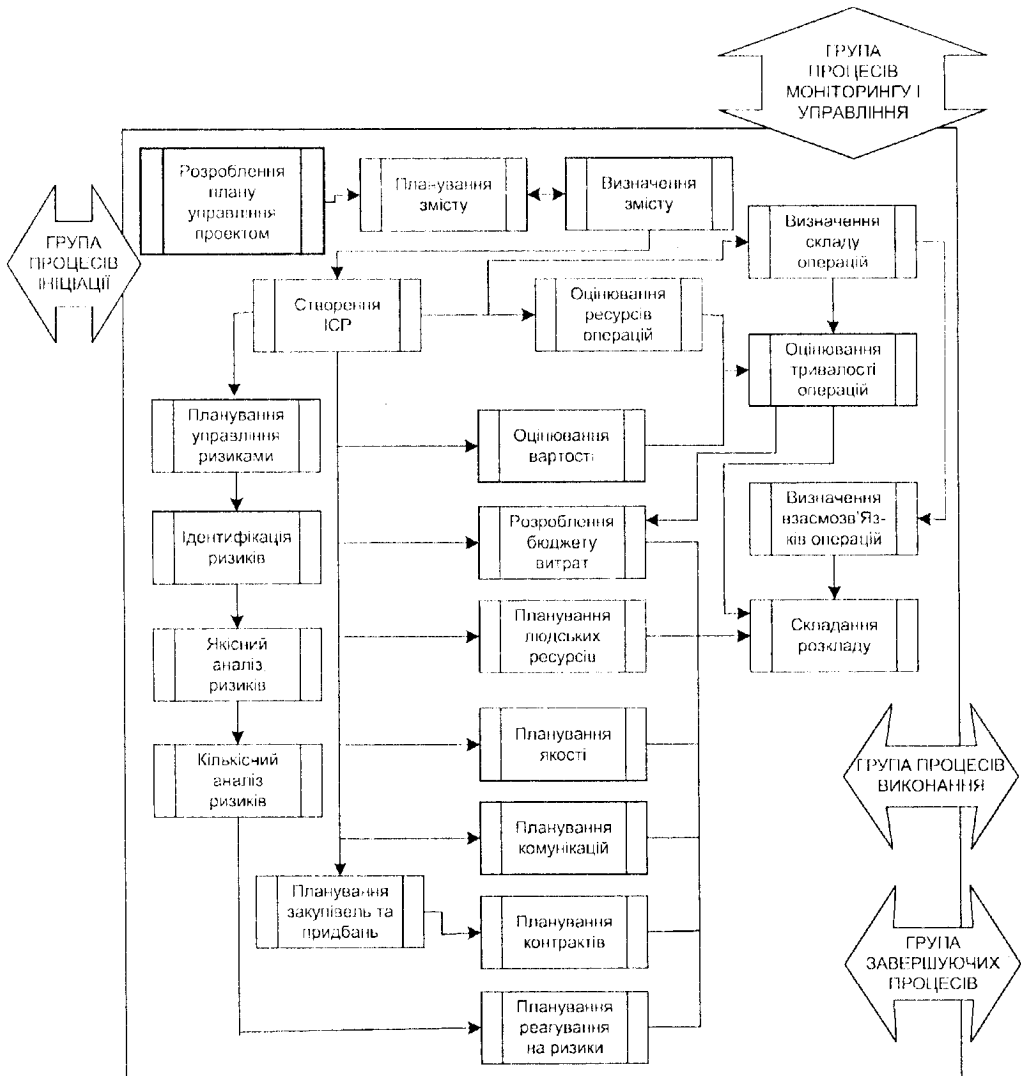 ГРУПА
ПРОЦЕСІВ
МОНІТОРИНГУ І
УПРАВЛІННЯ
Розроблення
плану
управління
проектом
Планування
змісту
Визначення
змісту
Визначення
складу
операцій
ГРУПА
ПРОЦЕСІВ
ІНІЦІАЦІЇ
Створення
ІСР
Оцінювання
ресурсів
операцій
Оцінювання
тривалості
операцій
Планування
управління
ризиками
Оцінювання
вартості
Ідентифікація
ризиків
Розроблення
бюджету
витрат
Визначення
взаємозв'Яз-
ків операцій
Якісний
аналіз
ризиків
Планування
людських
ресурсів
Складання
розкладу
Кількісний
аналіз
ризиків
Планування
якості
ГРУПА ПРОЦЕСІВ
ВИКОНАННЯ
Планування
комунікацій
Планування
закупівель та
придбань
Планування
контрактів
ГРУПА
ЗАВЕРШУЮЧИХ
ПРОЦЕСІВ
Планування
реагування
на ризики